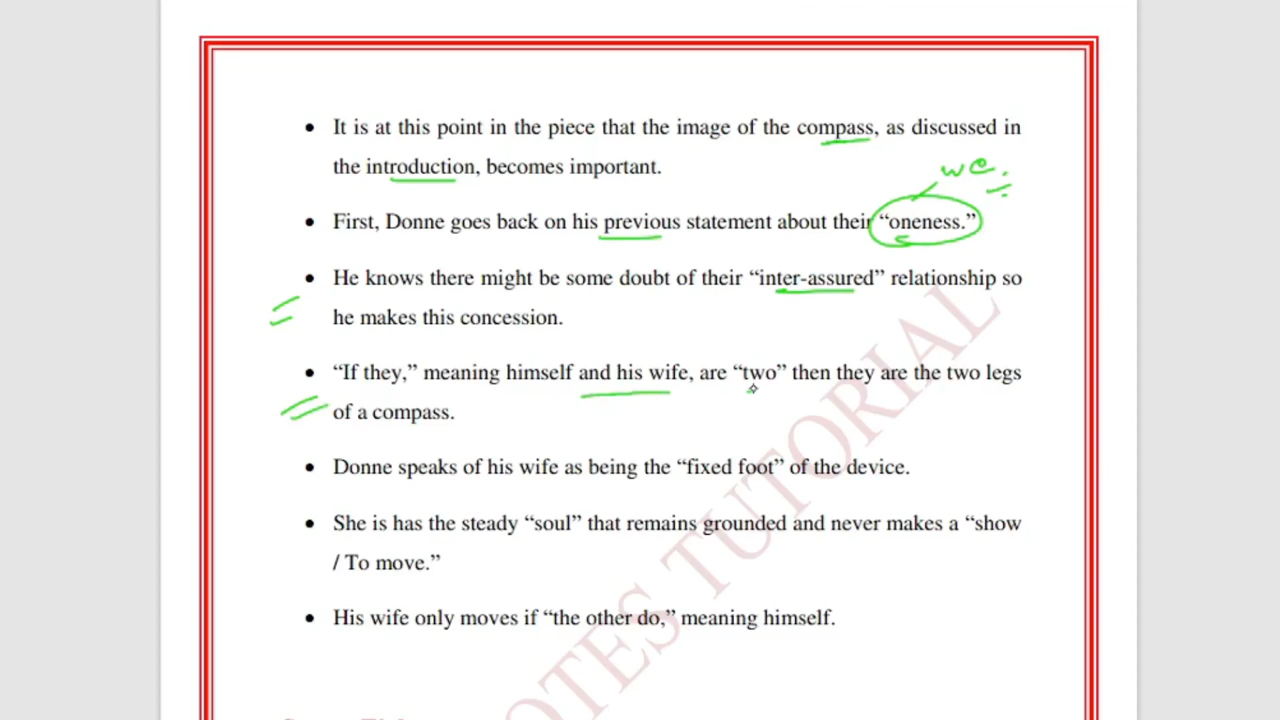 • It is at this point in the piece that the image of the compass, as discussed in
the introduction, becomes important.
we.
• First, Donne goes back on his previous statement about their “oneness.”
• He knows there might be some doubt of their “inter-assured” relationship so
he makes this concession.
• “If they,” meaning himself and his wife, are “two” then they are the two legs
of a compass.
• Donne speaks of his wife as being the “fixed foot” of the device.
• She is has the steady “soul” that remains grounded and never makes a “show
/ To move.”
• His wife only moves if “the other do,” meaning himself.
OTES TUTORIAL